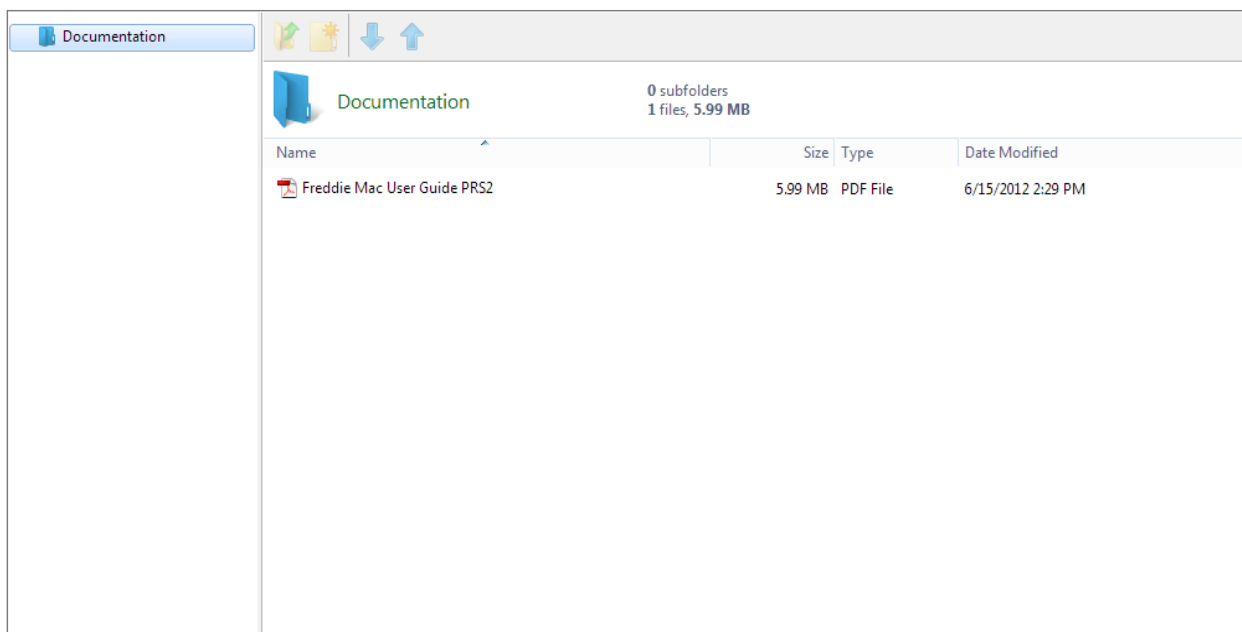 Documentation
Documentation
0 subfolders
1 files, 5.99 MB
Name Size Type Date Modified
Freddie Mac User Guide PRS2 5.99 MB PDF File 6/15/2012 2:29 PM